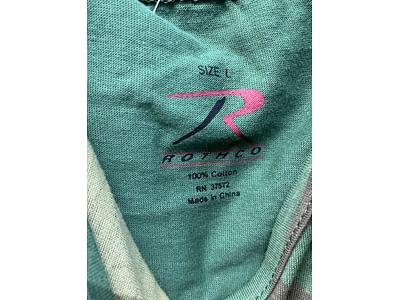 SIZE L
ROTHCO
100% Cotton
RN 37572
Made in China